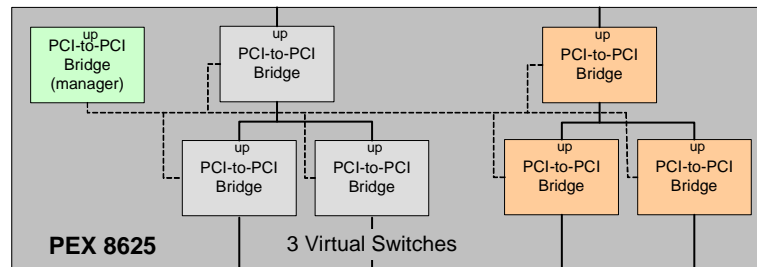 up
PCI-to-PCI
Bridge
(manager)
up
PCI-to-PCI
Bridge
up
PCI-to-PCI
Bridge
up
PCI-to-PCI
Bridge
up
PCI-to-PCI
Bridge
up
PCI-to-PCI
Bridge
up
PCI-to-PCI
Bridge
PEX 8625
3 Virtual Switches